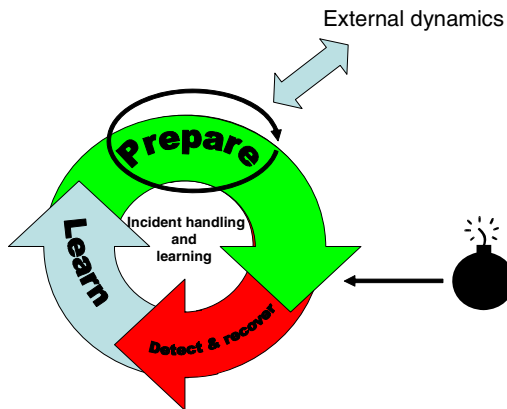 External dynamics
Prepare
Incident handling
and
learning
Learn
Detect & recover